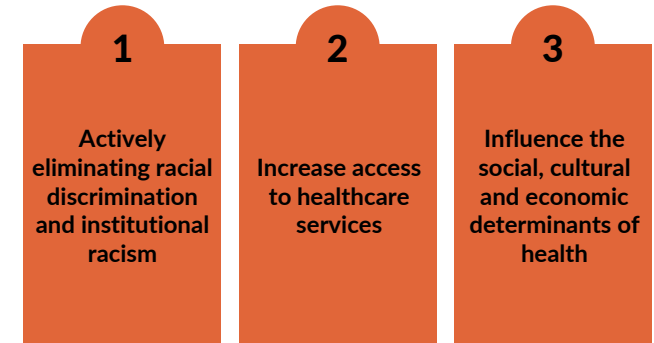 1
Actively
eliminating racial
discrimination
and institutional
racism
2
Increase access
to healthcare
services
3
Influence the
social, cultural
and economic
determinants of
health